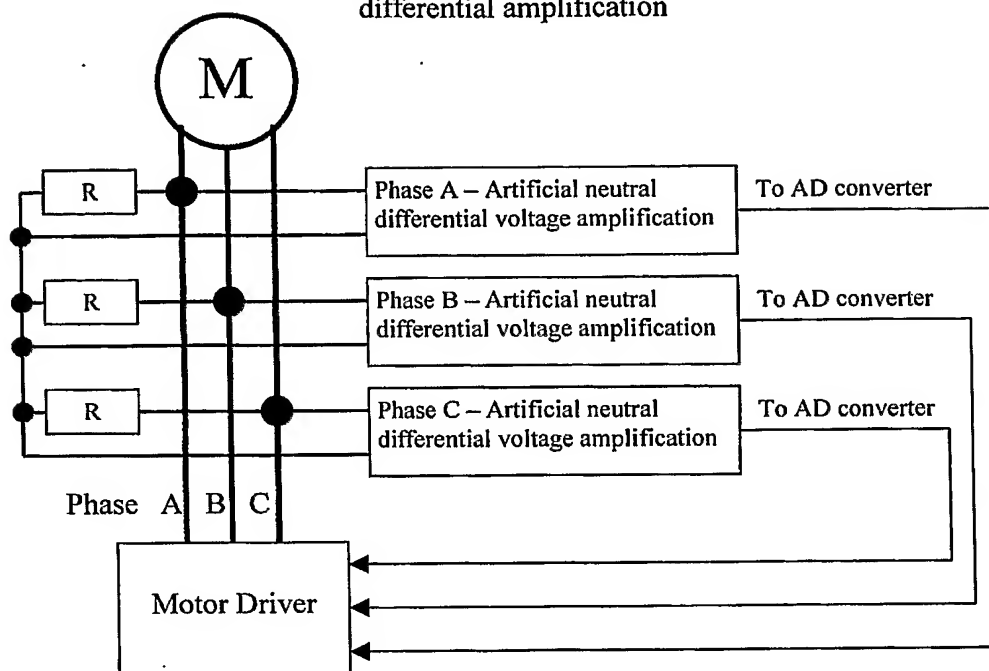 differential amplification
M
R
Phase A – Artificial neutral
differential voltage amplification
To AD converter
R
Phase B – Artificial neutral
differential voltage amplification
To AD converter
R
Phase C – Artificial neutral
differential voltage amplification
To AD converter
Phase A B C
Motor Driver